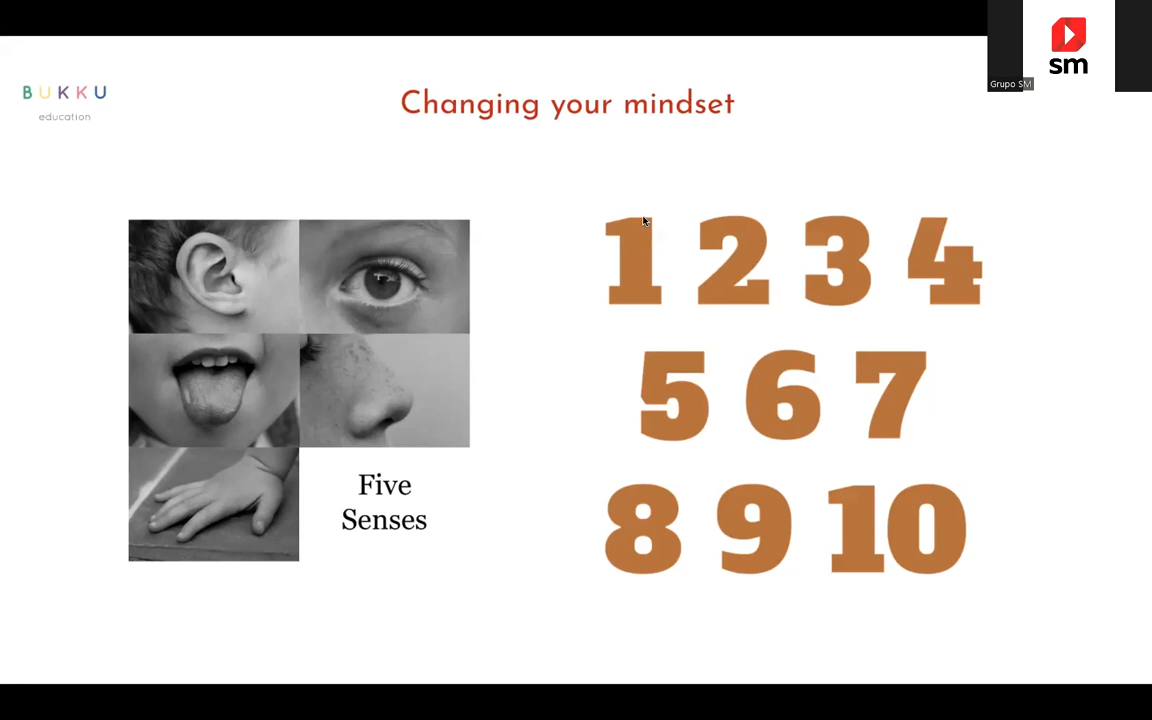 sm
Grupo SM
BUKKU
education
Changing your mindset
Five
Senses
1 2 3 4
5 6 7
8 9 10